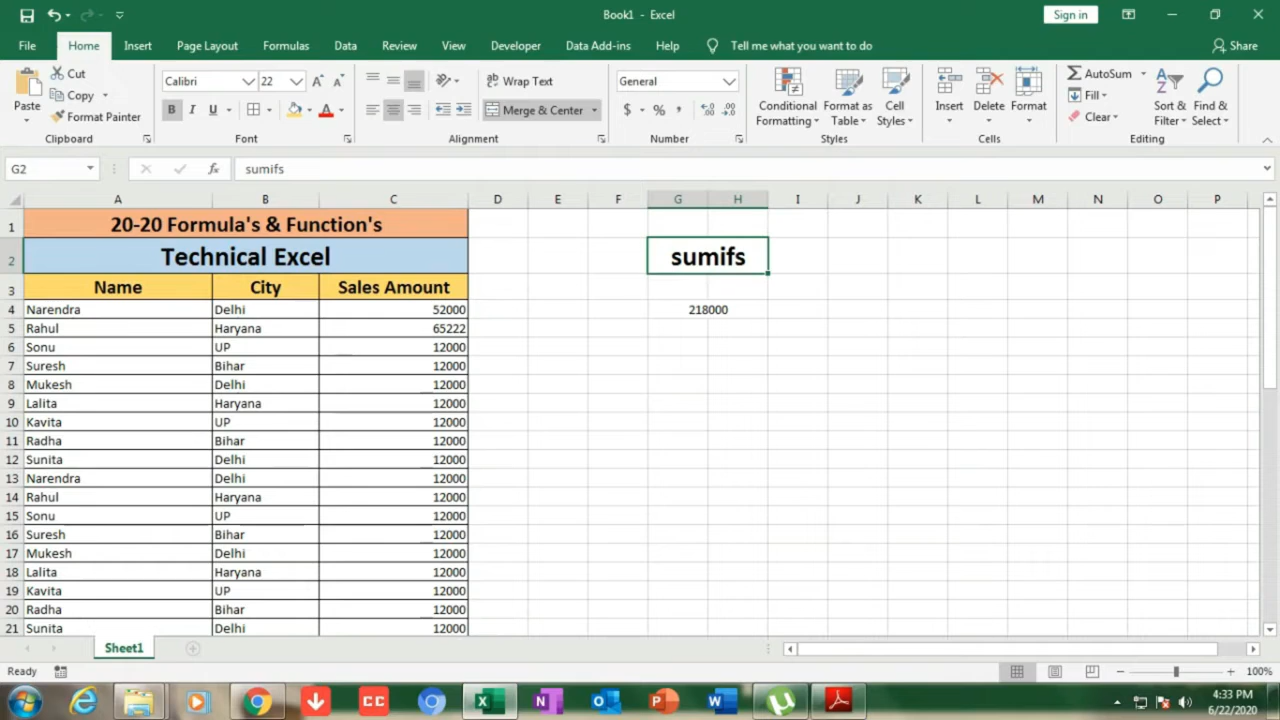 Book1 - Excel
Sign in
File Home Insert Page Layout Formulas Data Review View Developer Data Add-ins Help Tell me what you want to do Share
Cut
Copy
Format Painter
Paste
Clipboard
Calibri 22
B I U
Font
Wrap Text
Merge & Center
Alignment
General
$ % ,
Number
Conditional Formatting
Format as Table
Cell Styles
Styles
Insert Delete Format
Cells
AutoSum
Fill
Clear
Sort & Filter
Find & Select
Editing
G2 fx sumifs
A B C D E F G H I J K L M N O P
1 20-20 Formula's & Function's
2 Technical Excel sumifs
3 Name City Sales Amount
4 Narendra Delhi 52000 218000
5 Rahul Haryana 65222
6 Sonu UP 12000
7 Suresh Bihar 12000
8 Mukesh Delhi 12000
9 Lalita Haryana 12000
10 Kavita UP 12000
11 Radha Bihar 12000
12 Sunita Delhi 12000
13 Narendra Delhi 12000
14 Rahul Haryana 12000
15 Sonu UP 12000
16 Suresh Bihar 12000
17 Mukesh Delhi 12000
18 Lalita Haryana 12000
19 Kavita UP 12000
20 Radha Bihar 12000
21 Sunita Delhi 12000
Sheet1
Ready 100%
CC
4:33 PM
6/22/2020